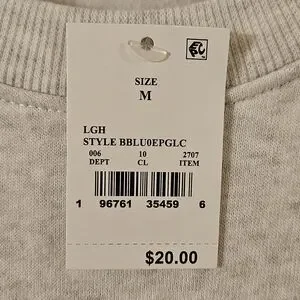 SIZE
M
LGH
STYLE BBLU0EPGLC
006 10 2707
DEPT CL ITEM
1 96761 35459 6
$20.00